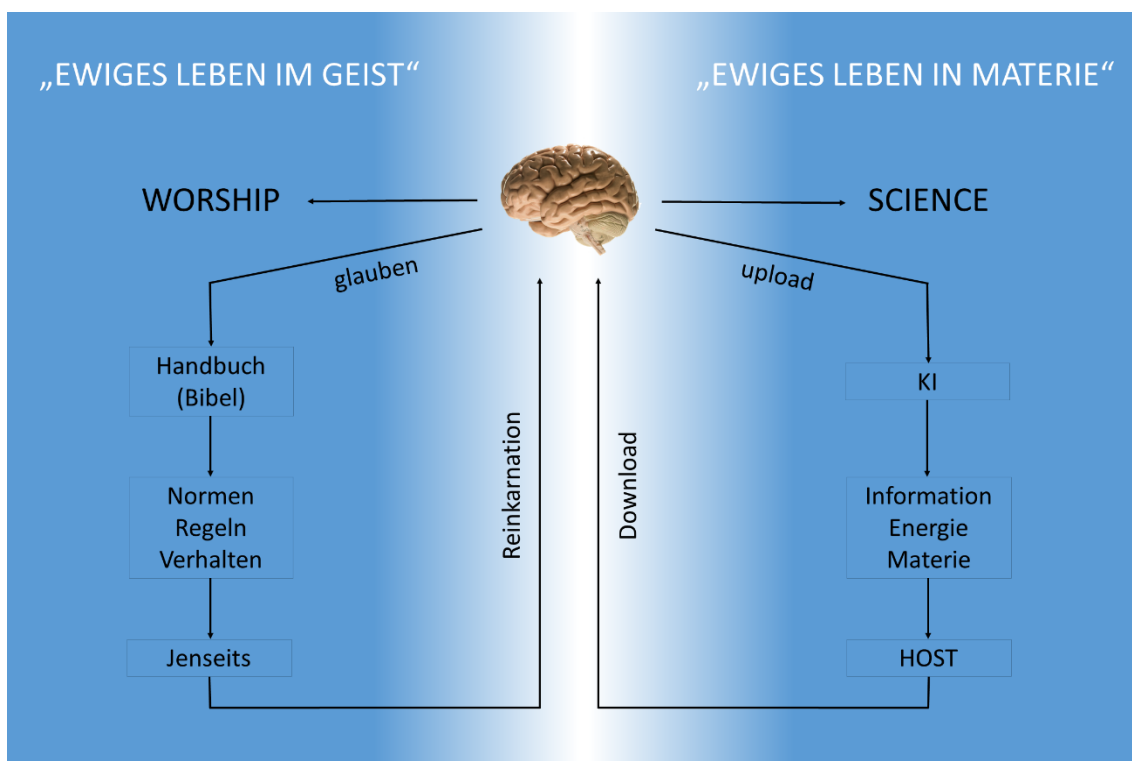 „EWIGES LEBEN IM GEIST“
„EWIGES LEBEN IN MATERIE“
WORSHIP
SCIENCE
glauben
upload
Handbuch
(Bibel)
KI
Normen
Regeln
Verhalten
Reinkarnation
Download
Information
Energie
Materie
Jenseits
HOST